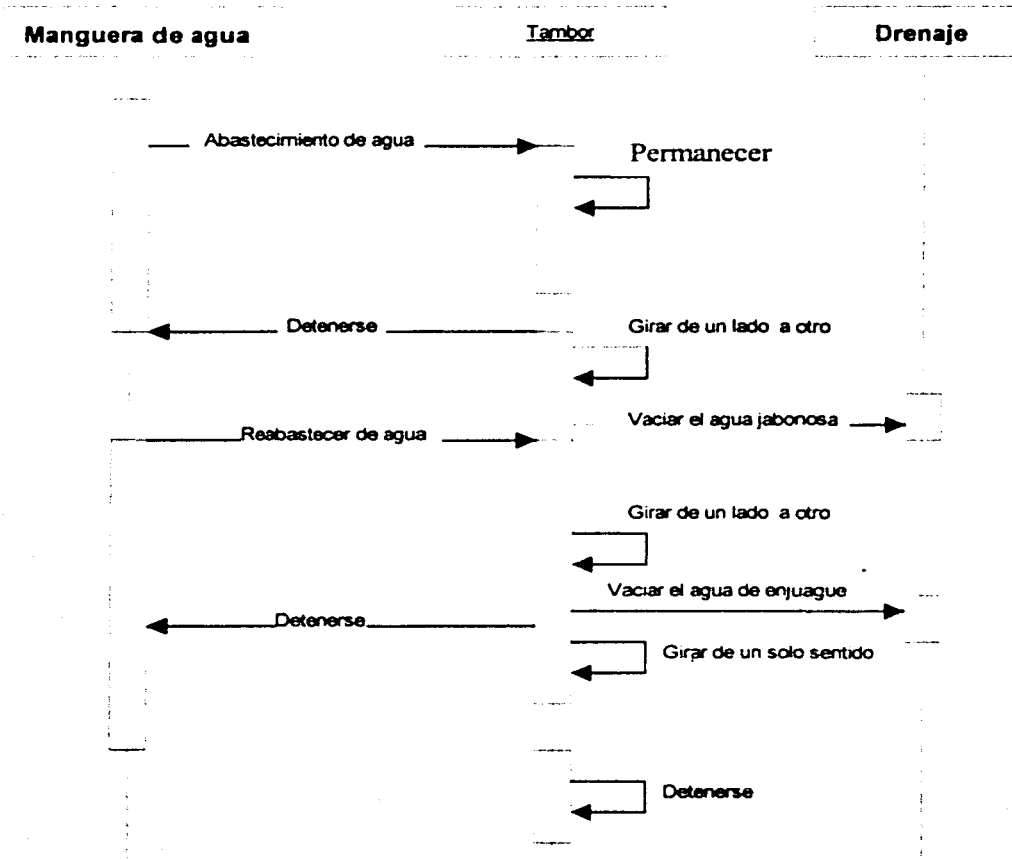 Manguera de agua
Tambor
Drenaje
Abastecimiento de agua
Permanecer
Detenerse
Girar de un lado a otro
Vaciar el agua jabonosa
Reabastecer de agua
Girar de un lado a otro
Vaciar el agua de enjuague
Detenerse
Girar de un solo sentido
Detenerse